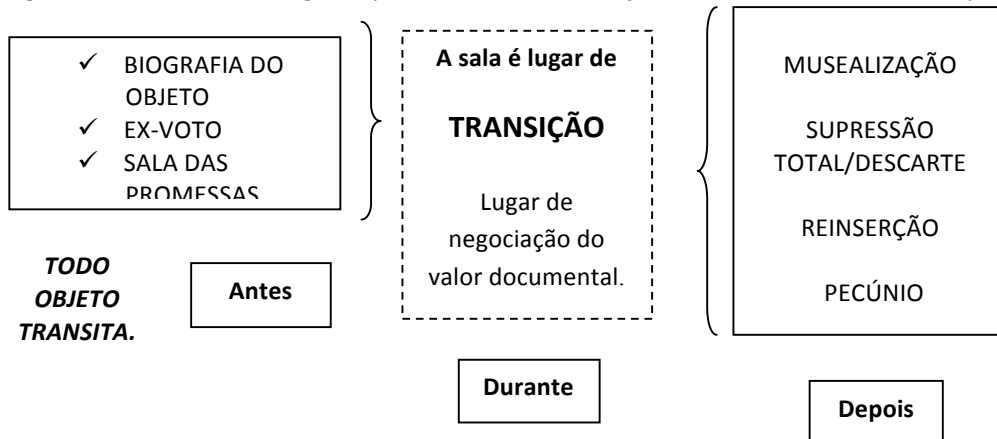 ✓ BIOGRAFIA DO
OBJETO
✓ EX-VOTO
✓ SALA DAS
PROMESSAS
TODO
OBJETO
TRANSITA.
Antes
A sala é lugar de
TRANSIÇÃO
Lugar de
negociação do
valor documental.
Durante
MUSEALIZAÇÃO
SUPRESSÃO
TOTAL/DESCARTE
REINSERÇÃO
PECÚNIO
Depois